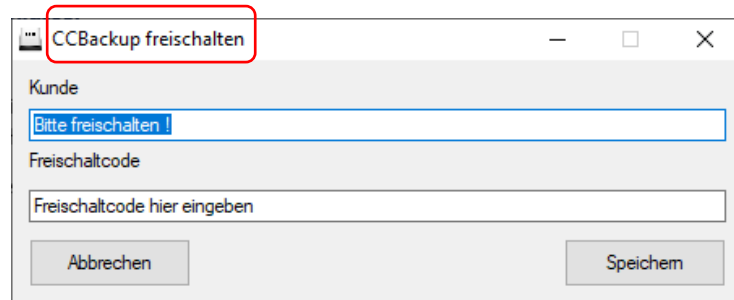 CCBackup freischalten
Kunde
Bitte freischalten !
Freischaltcode
Freischaltcode hier eingeben
Abbrechen
Speichern